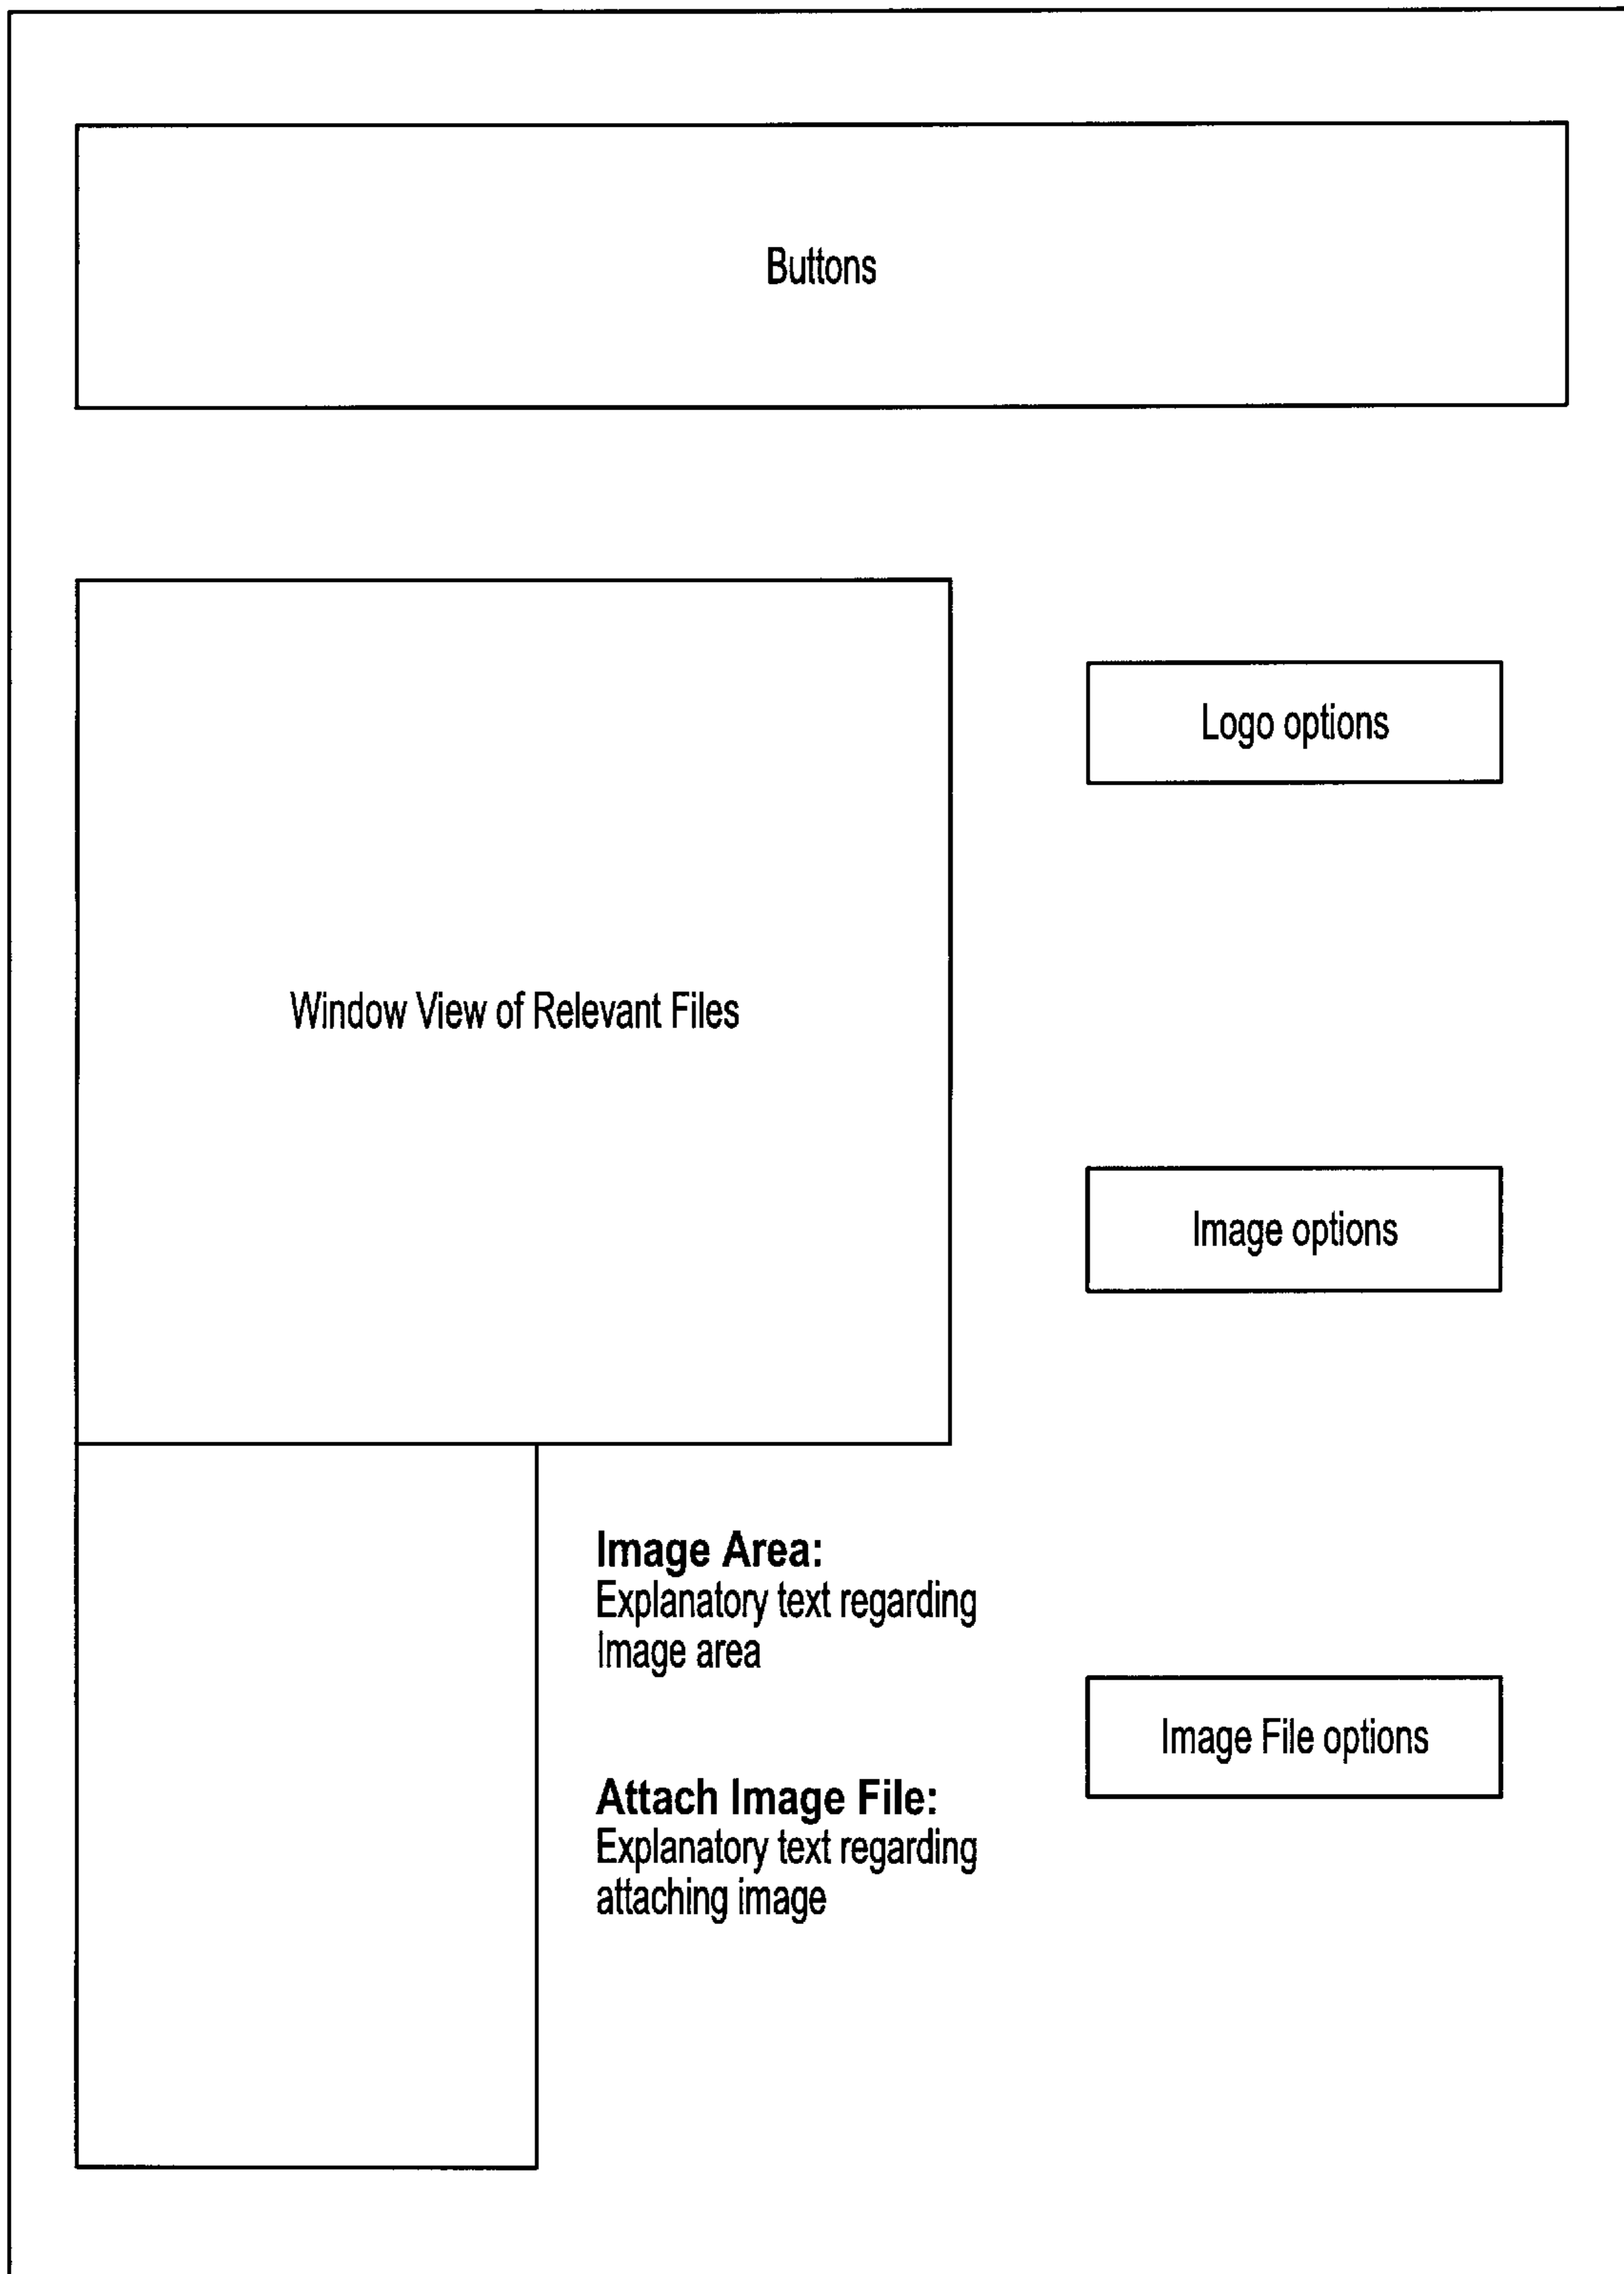 Buttons
Window View of Relevant Files
Logo options
Image options
Image Area:
Explanatory text regarding
Image area
Image File options
Attach Image File:
Explanatory text regarding
attaching image